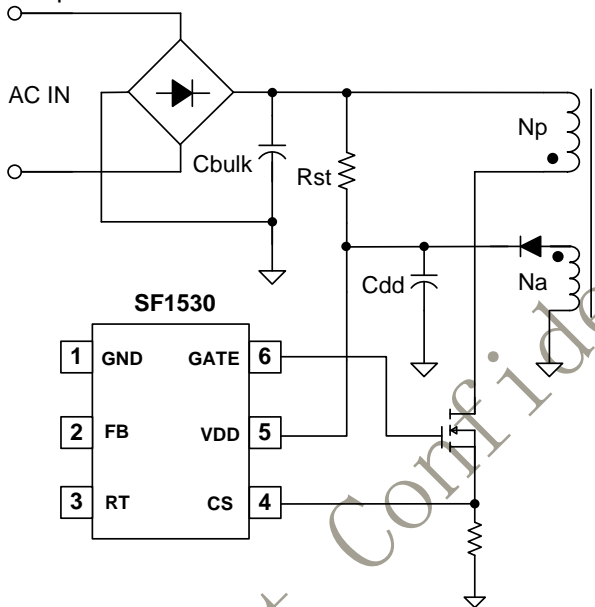 AC IN
Cbulk
Rst
Np
Cdd
Na
SF1530
1 GND GATE 6
2 FB VDD 5
3 RT CS 4